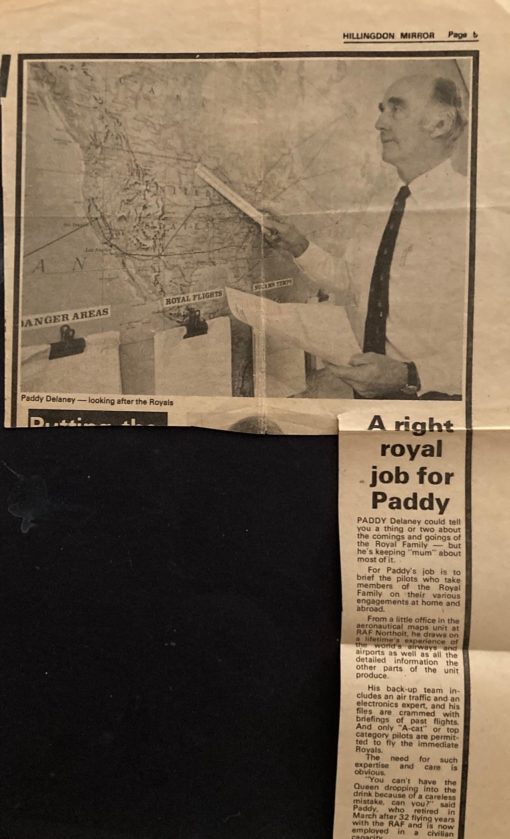 HILLINGDON MIRROR Page
DANGER AREAS
ROYAL FLIGHTS
Paddy Delaney — looking after the Royals
Putting the
A right
royal
job for
Paddy
PADDY Delaney could tell
you a thing or two about
the comings and goings of
the Royal Family — but
he's keeping "mum" about
most of it.
For Paddy's job is to
brief the pilots who take
members of the Royal
Family on their various
engagements at home and
abroad.
From a little office in the
aeronautical maps unit at
RAF Northolt, he draws on
a lifetime's experience of
the world's airways and
airports as well as all the
detailed information the
other parts of the unit
produce.
His back-up team in-
cludes an air traffic and an
electronics expert, and his
files are crammed with
briefings of past flights.
And only "A-cat" or top
category pilots are permit-
ted to fly the immediate
Royals.
The need for such
expertise and care is
obvious.
"You can't have the
Queen dropping into the
drink because of a careless
mistake, can you?" said
Paddy, who retired in
March after 32 flying years
with the RAF and is now
employed in a civilian
capacity.